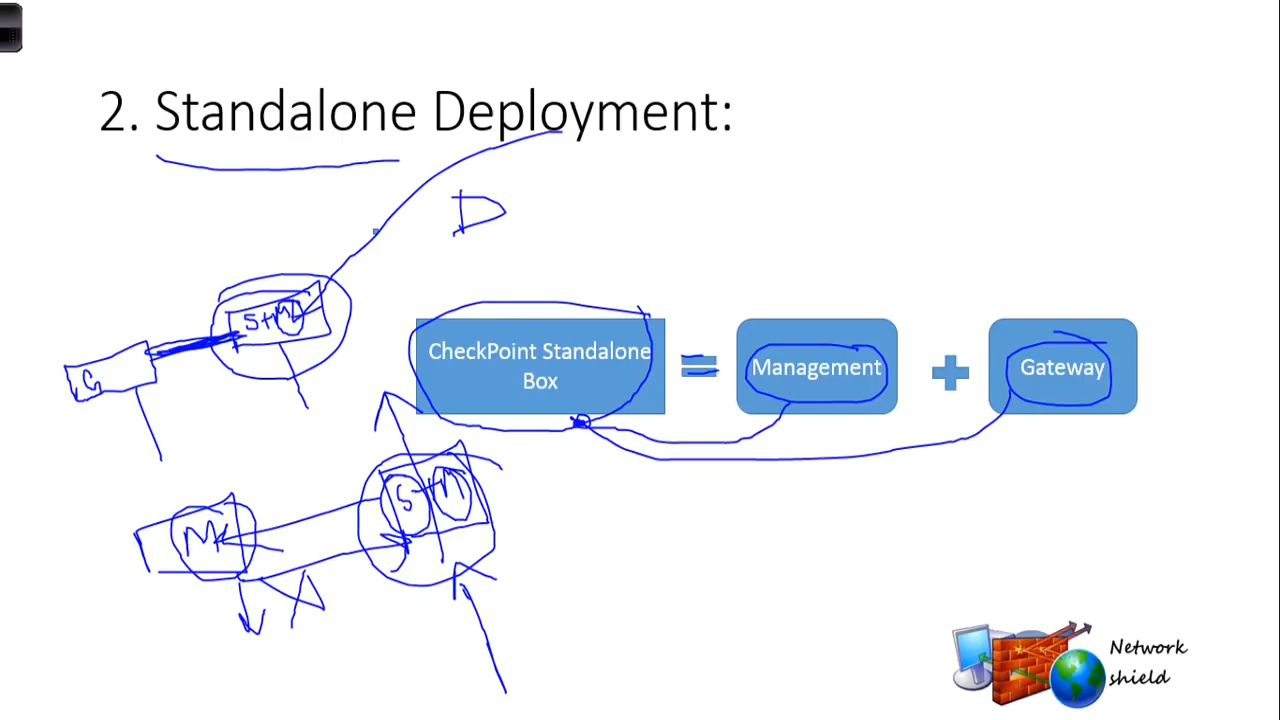 2. Standalone Deployment:
D
S+M
G
CheckPoint Standalone
Box
=
Management
+
Gateway
M
S+M
Network
shield